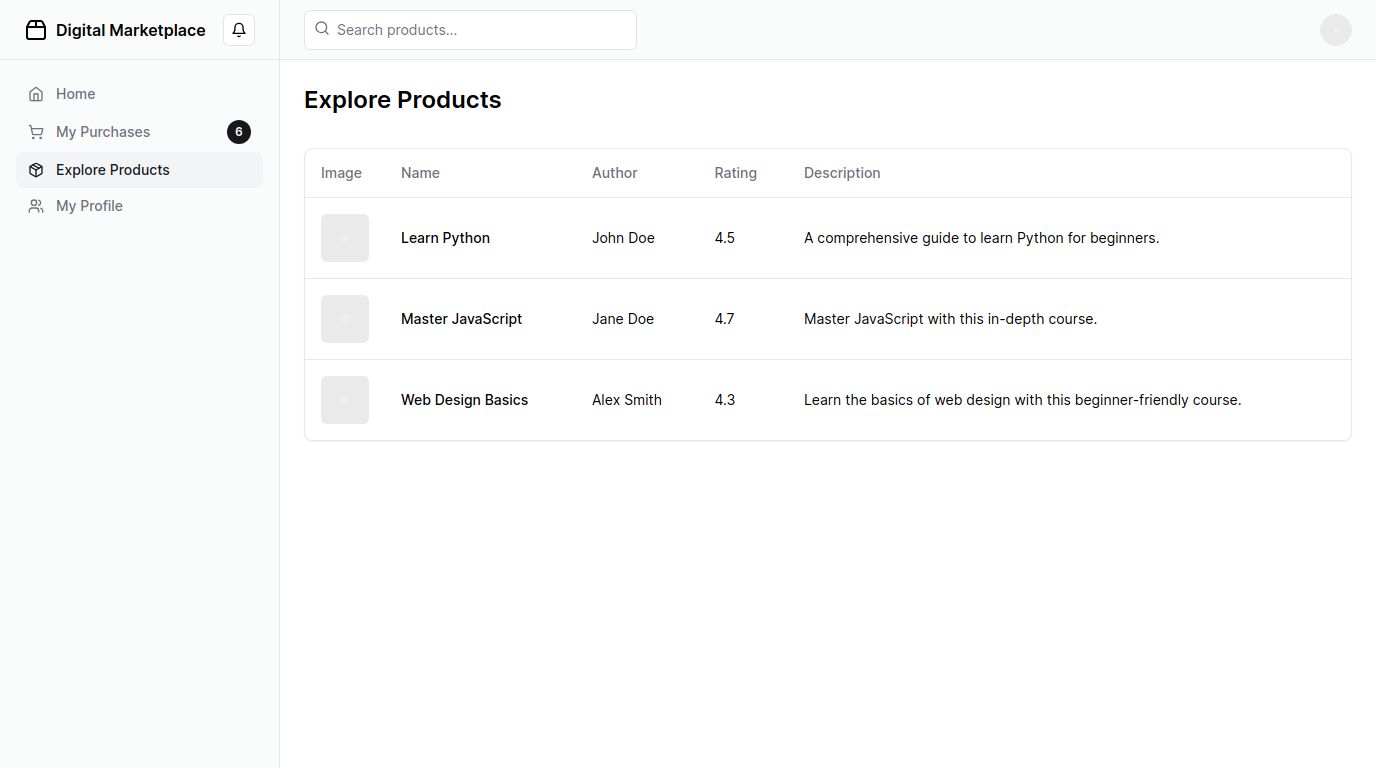 Digital Marketplace
Search products...
Home
My Purchases 6
Explore Products
My Profile
Explore Products
Image Name Author Rating Description
Learn Python John Doe 4.5 A comprehensive guide to learn Python for beginners.
Master JavaScript Jane Doe 4.7 Master JavaScript with this in-depth course.
Web Design Basics Alex Smith 4.3 Learn the basics of web design with this beginner-friendly course.